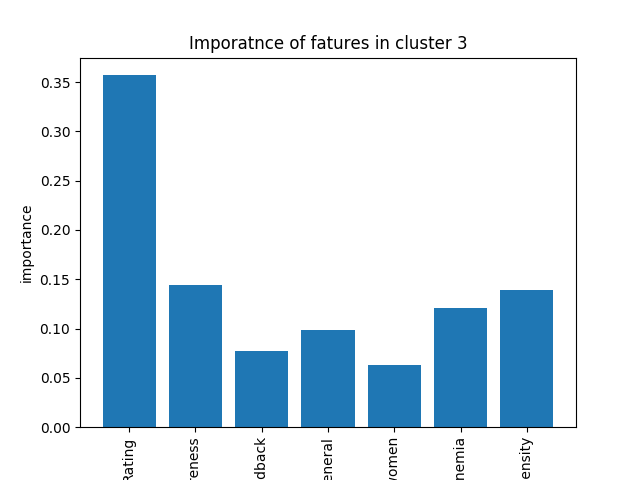 Imporatnce of fatures in cluster 3
importance
0.35
0.30
0.25
0.20
0.15
0.10
0.05
0.00
Rating
reness
dback
eneral
women
nemia
ensity